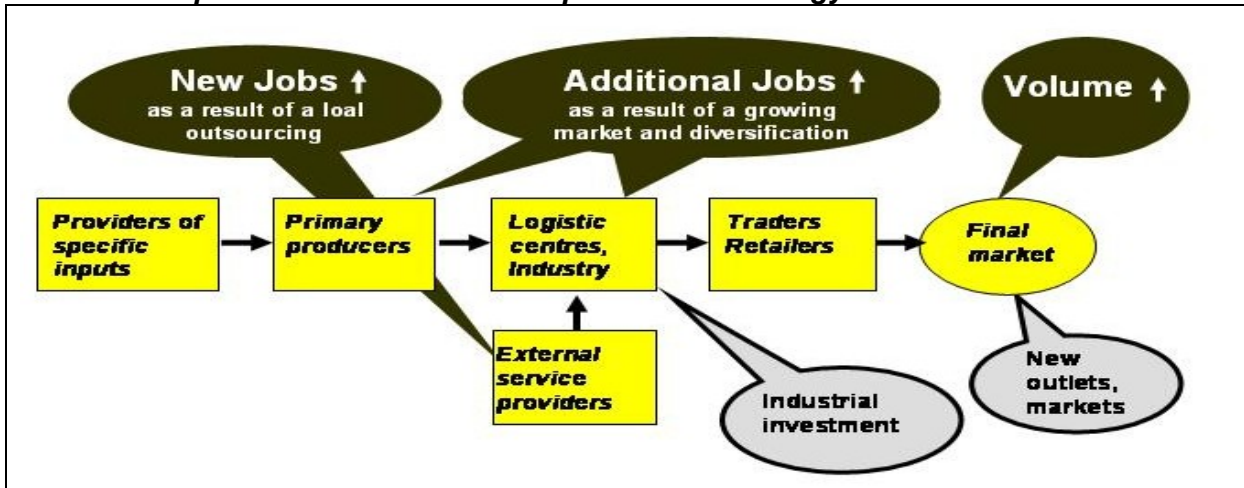 New Jobs ↑
as a result of a loal
outsourcing
Additional Jobs ↑
as a result of a growing
market and diversification
Volume ↑
Providers of
specific
inputs
Primary
producers
Logistic
centres,
Industry
Traders
Retailers
Final
market
External
service
providers
Industrial
investment
New
outlets,
markets